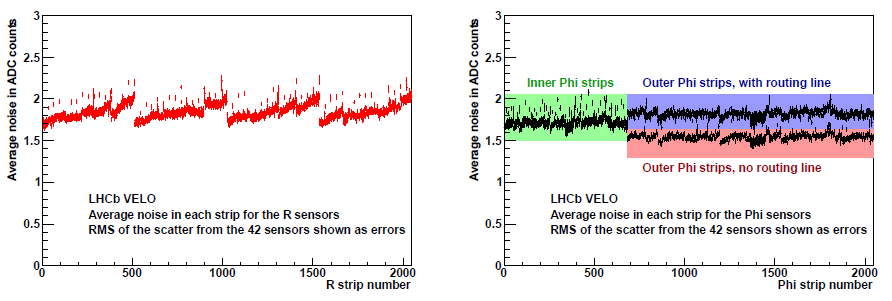 Average noise in ADC counts
3
2.5
2
1.5
1
0.5
0
LHCb VELO
Average noise in each strip for the R sensors
RMS of the scatter from the 42 sensors shown as errors
0
500
1000
1500
2000
R strip number
Average noise in ADC counts
3
2.5
2
1.5
1
0.5
0
Inner Phi strips
Outer Phi strips, with routing line
Outer Phi strips, no routing line
LHCb VELO
Average noise in each strip for the Phi sensors
RMS of the scatter from the 42 sensors shown as errors
0
500
1000
1500
2000
Phi strip number